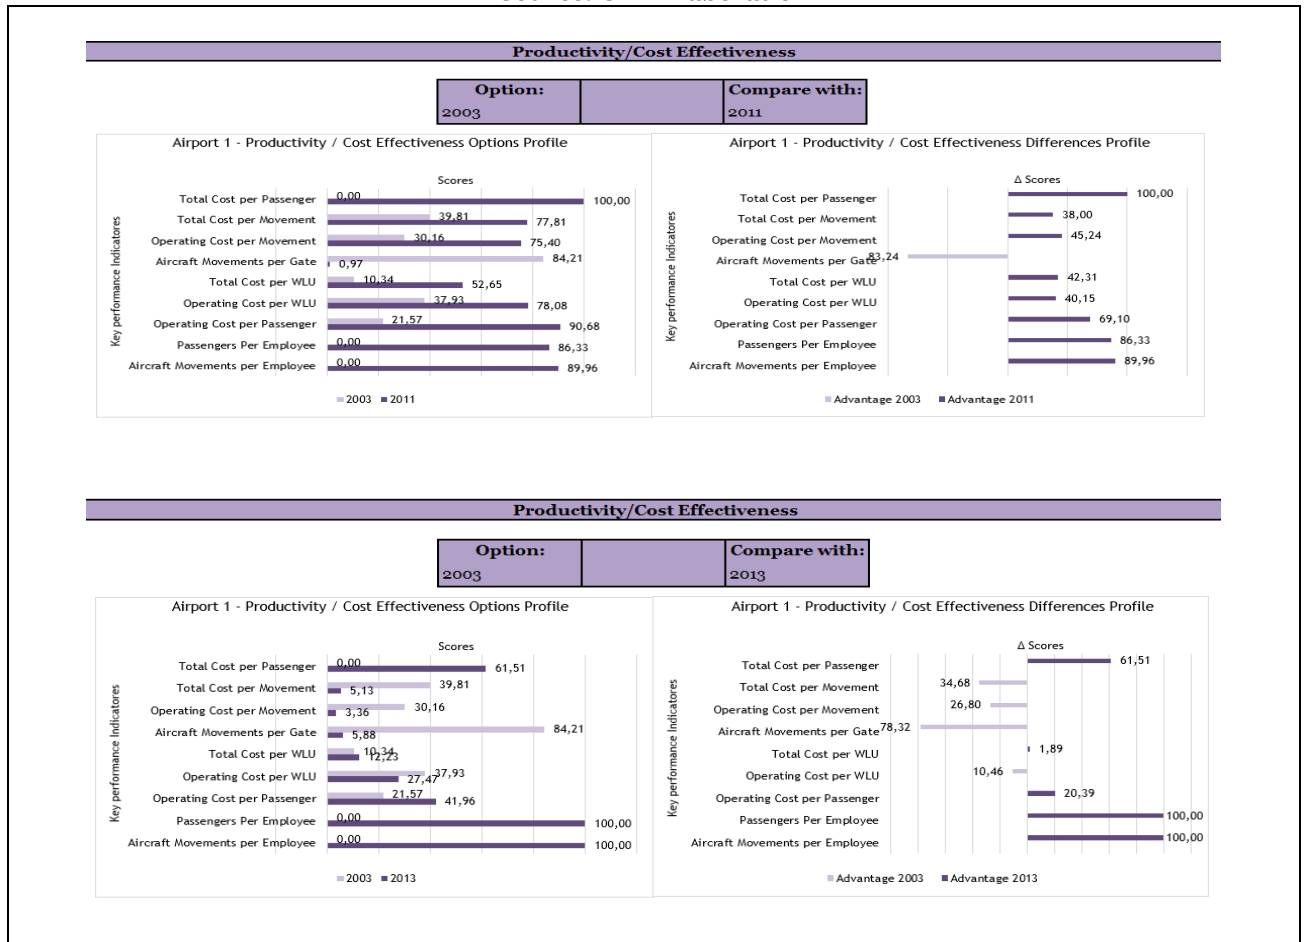 Productivity/Cost Effectiveness
Option: Compare with:
2003 2011
Airport 1 - Productivity / Cost Effectiveness Options Profile
Scores
Key performance Indicatores
Total Cost per Passenger 0,00 100,00
Total Cost per Movement 39,81 77,81
Operating Cost per Movement 30,16 75,40
Aircraft Movements per Gate 84,21 0,97
Total Cost per WLU 10,34 52,65
Operating Cost per WLU 37,93 78,08
Operating Cost per Passenger 21,57 90,68
Passengers Per Employee 0,00 86,33
Aircraft Movements per Employee 0,00 89,96
2003 2011
Airport 1 - Productivity / Cost Effectiveness Differences Profile
Δ Scores
Key performance Indicatores
Total Cost per Passenger 100,00
Total Cost per Movement 38,00
Operating Cost per Movement 45,24
Aircraft Movements per Gate 83,24
Total Cost per WLU 42,31
Operating Cost per WLU 40,15
Operating Cost per Passenger 69,10
Passengers Per Employee 86,33
Aircraft Movements per Employee 89,96
Advantage 2003 Advantage 2011
Productivity/Cost Effectiveness
Option: Compare with:
2003 2013
Airport 1 - Productivity / Cost Effectiveness Options Profile
Scores
Key performance Indicatores
Total Cost per Passenger 0,00 61,51
Total Cost per Movement 39,81 5,13
Operating Cost per Movement 30,16 3,36
Aircraft Movements per Gate 84,21 5,88
Total Cost per WLU 10,34 12,23
Operating Cost per WLU 37,93 27,47
Operating Cost per Passenger 21,57 41,96
Passengers Per Employee 0,00 100,00
Aircraft Movements per Employee 0,00 100,00
2003 2013
Airport 1 - Productivity / Cost Effectiveness Differences Profile
Δ Scores
Key performance Indicatores
Total Cost per Passenger 61,51
Total Cost per Movement 34,68
Operating Cost per Movement 26,80
Aircraft Movements per Gate 78,32
Total Cost per WLU 1,89
Operating Cost per WLU 10,46
Operating Cost per Passenger 20,39
Passengers Per Employee 100,00
Aircraft Movements per Employee 100,00
Advantage 2003 Advantage 2013